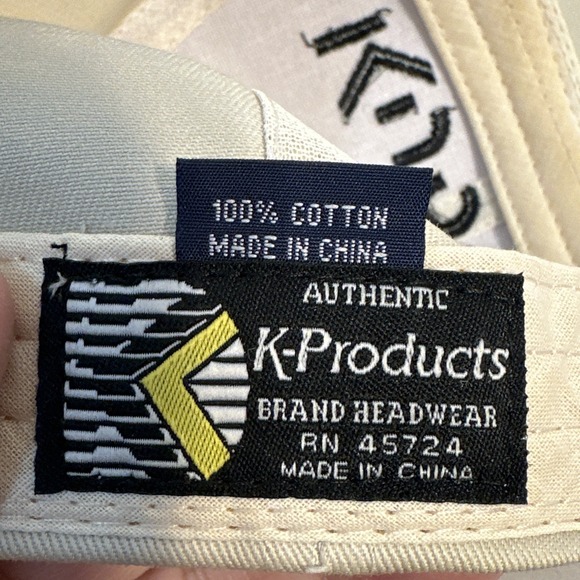 100% COTTON
MADE IN CHINA
AUTHENTIC
K-Products
BRAND HEADWEAR
RN 45724
MADE IN CHINA